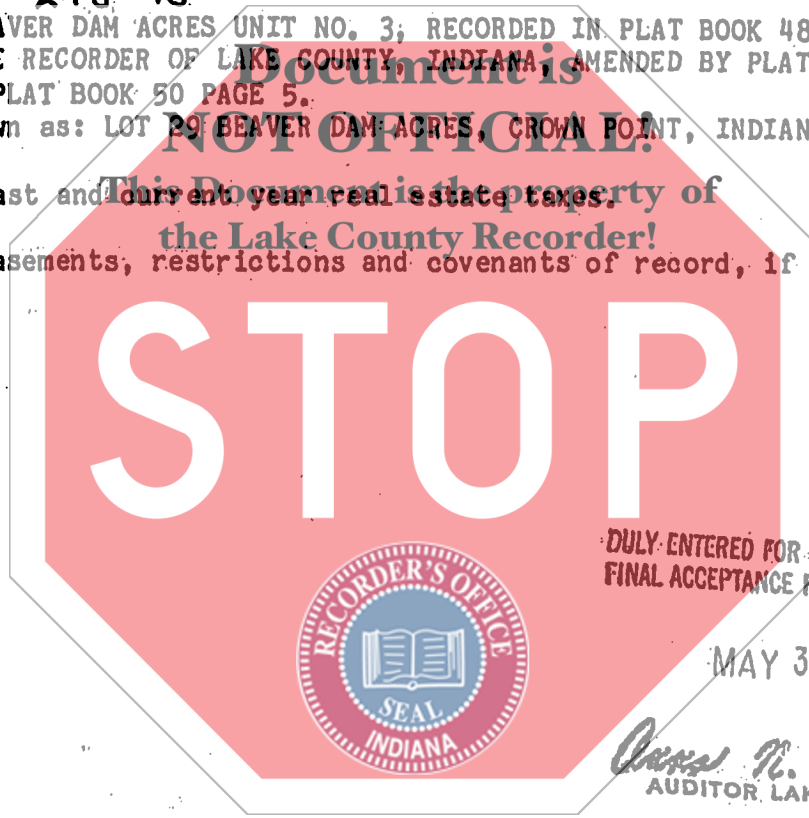 AVER DAM ACRES UNIT NO. 3; RECORDED IN PLAT BOOK 48
E RECORDER OF LAKE COUNTY, INDIANA, AMENDED BY PLAT
PLAT BOOK 50 PAGE 5.
wn as: LOT 29 BEAVER DAM ACRES, CROWN POINT, INDIAN
ast and current year real estate taxes.
asements, restrictions and covenants of record, if
Document is
NOT OFFICIAL!
This Document is the property of
the Lake County Recorder!
STOP
DULY ENTERED FOR
FINAL ACCEPTANCE
MAY 3
RECORDER'S OFFICE
SEAL
INDIANA
N.
AUDITOR LAK